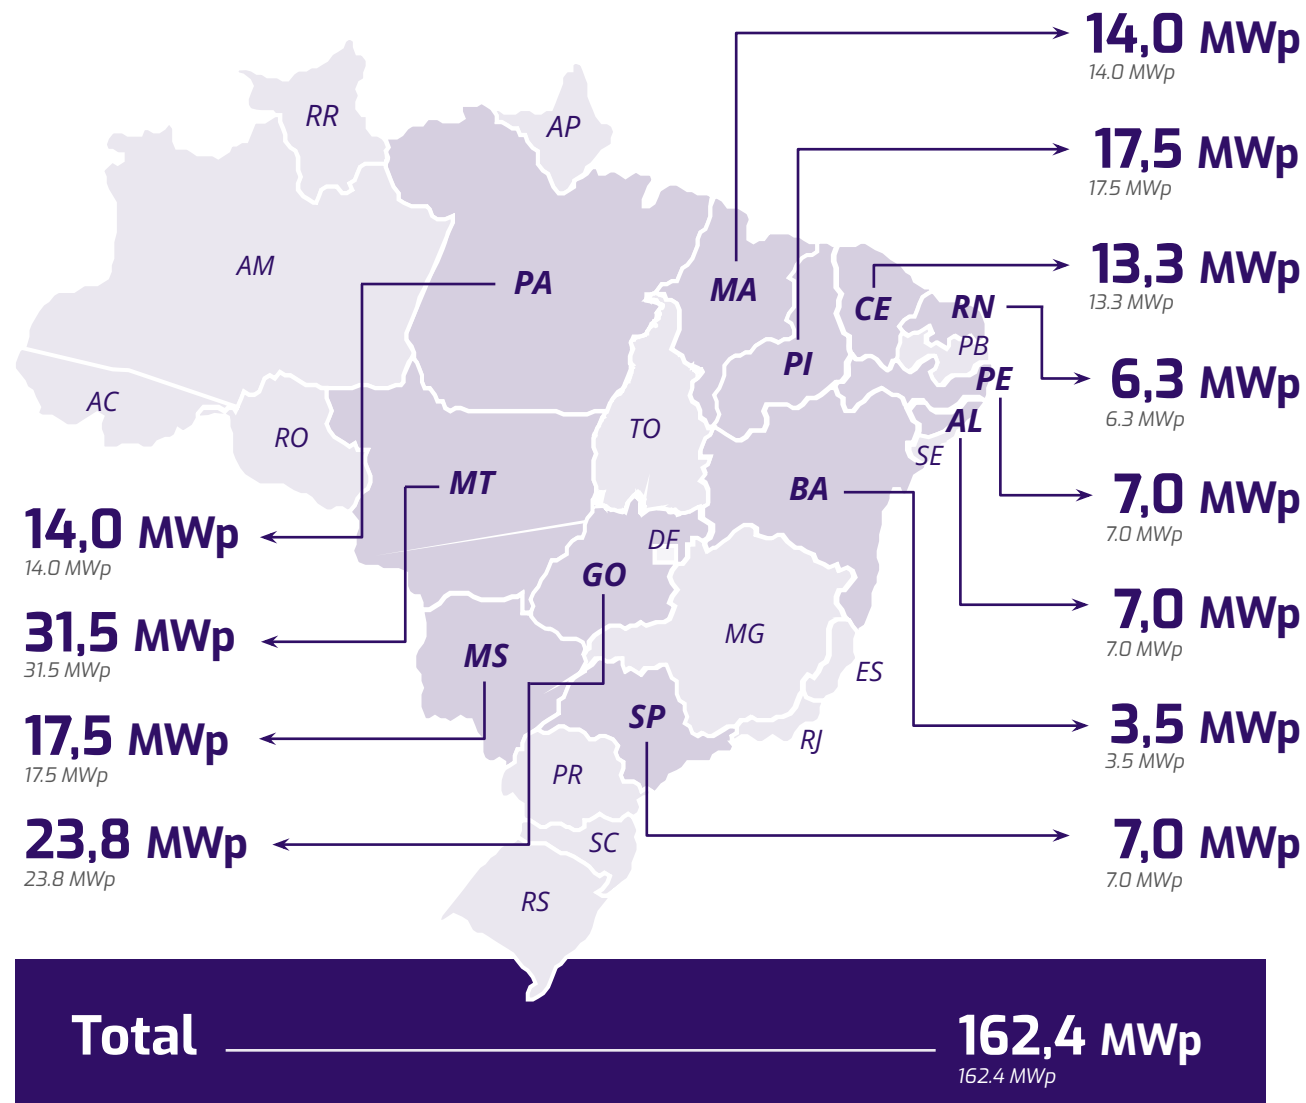 14,0 MWp
14.0 MWp
17,5 MWp
17.5 MWp
13,3 MWp
13.3 MWp
6,3 MWp
6.3 MWp
7,0 MWp
7.0 MWp
7,0 MWp
7.0 MWp
3,5 MWp
3.5 MWp
7,0 MWp
7.0 MWp
RR
AP
AM
PA
MA
CE
RN
PB
PI
PE
AC
RO
TO
AL
SE
MT
BA
DF
GO
MG
MS
ES
SP
RJ
PR
SC
RS
14,0 MWp
14.0 MWp
31,5 MWp
31.5 MWp
17,5 MWp
17.5 MWp
23,8 MWp
23.8 MWp
Total
162,4 MWp
162.4 MWp